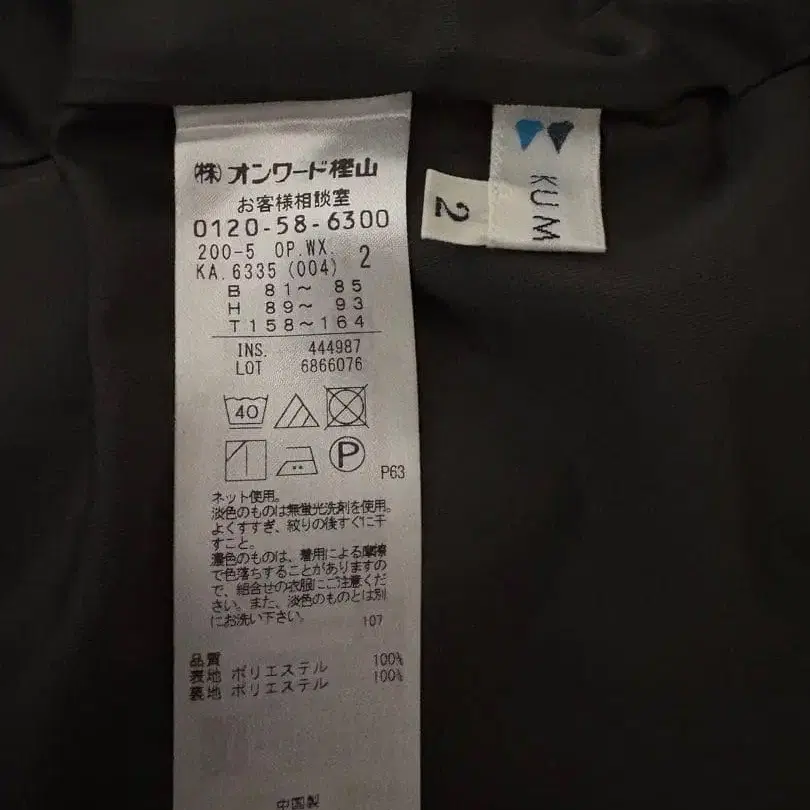 (株)オンワード樫山
お客様相談室
0120-58-6300
200-5 OP.WX.
KA.6335(004) 2
B 81〜 85
H 89〜 93
T158〜164
INS. 444987
LOT 6866076
40
P
P63
ネット使用。
淡色のものは無蛍光洗剤を使用。
よくすすぎ、絞りの後すぐに干
すこと。
濃色のものは、着用による摩擦
で色落ちすることがありますの
で、組合せの衣服にご注意くだ
さい。また、淡色のものとは別
にお洗い下さい。
107
品質
表地 ポリエステル 100%
裏地 ポリエステル 100%
中国製
KUM
2